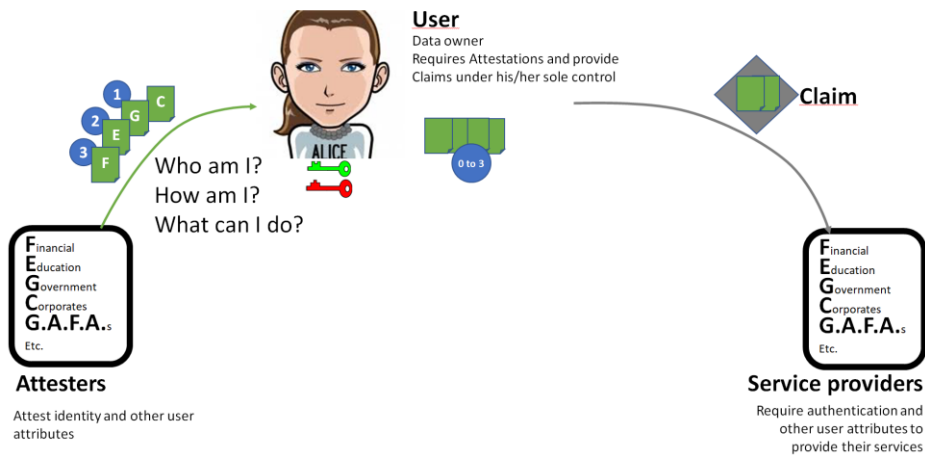 User
Data owner
Requires Attestations and provide
Claims under his/her sole control
1
C
G
2
E
3
F
ALICE
Who am I?
How am I?
What can I do?
0 to 3
Claim
Financial
Education
Government
Corporates
G.A.F.A.s
Etc.
Attesters
Attest identity and other user
attributes
Financial
Education
Government
Corporates
G.A.F.A.s
Etc.
Service providers
Require authentication and
other user attributes to
provide their services